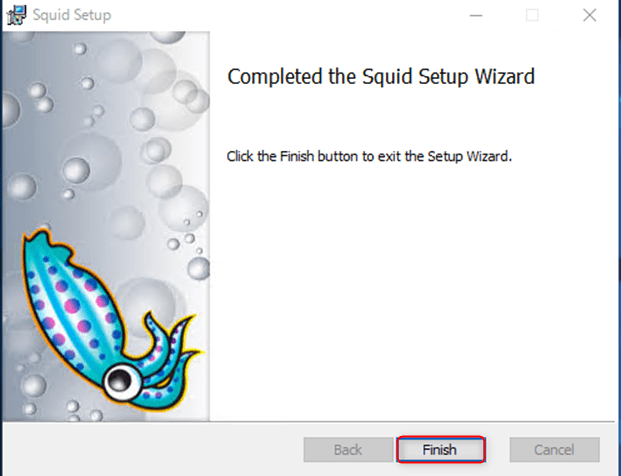 Squid Setup
Completed the Squid Setup Wizard
Click the Finish button to exit the Setup Wizard.
Back
Finish
Cancel